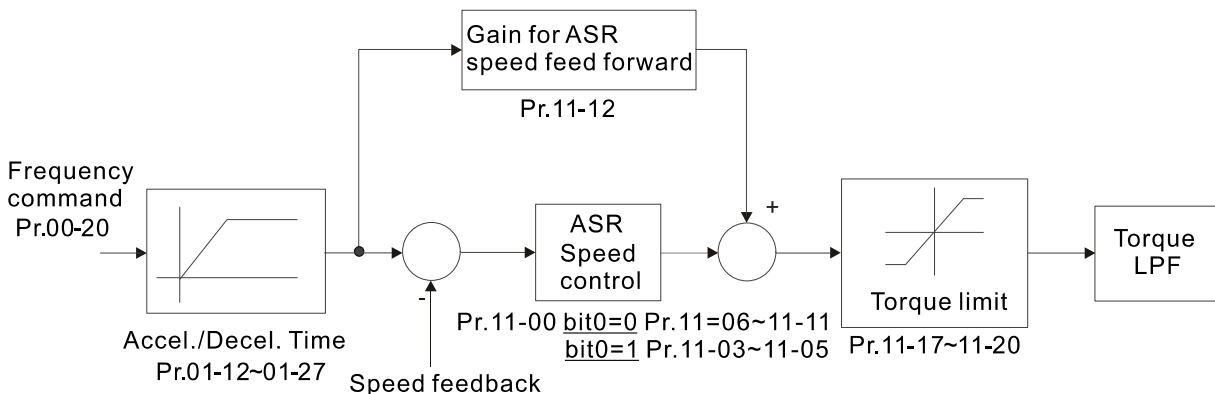 Gain for ASR
speed feed forward
Pr.11-12
Frequency
command
Pr.00-20
+
ASR
Speed
control
Torque
LPF
-
Torque limit
Pr.11-00 bit0=0 Pr.11=06~11-11
bit0=1 Pr.11-03~11-05
Pr.11-17~11-20
Accel./Decel. Time
Pr.01-12~01-27
Speed feedback